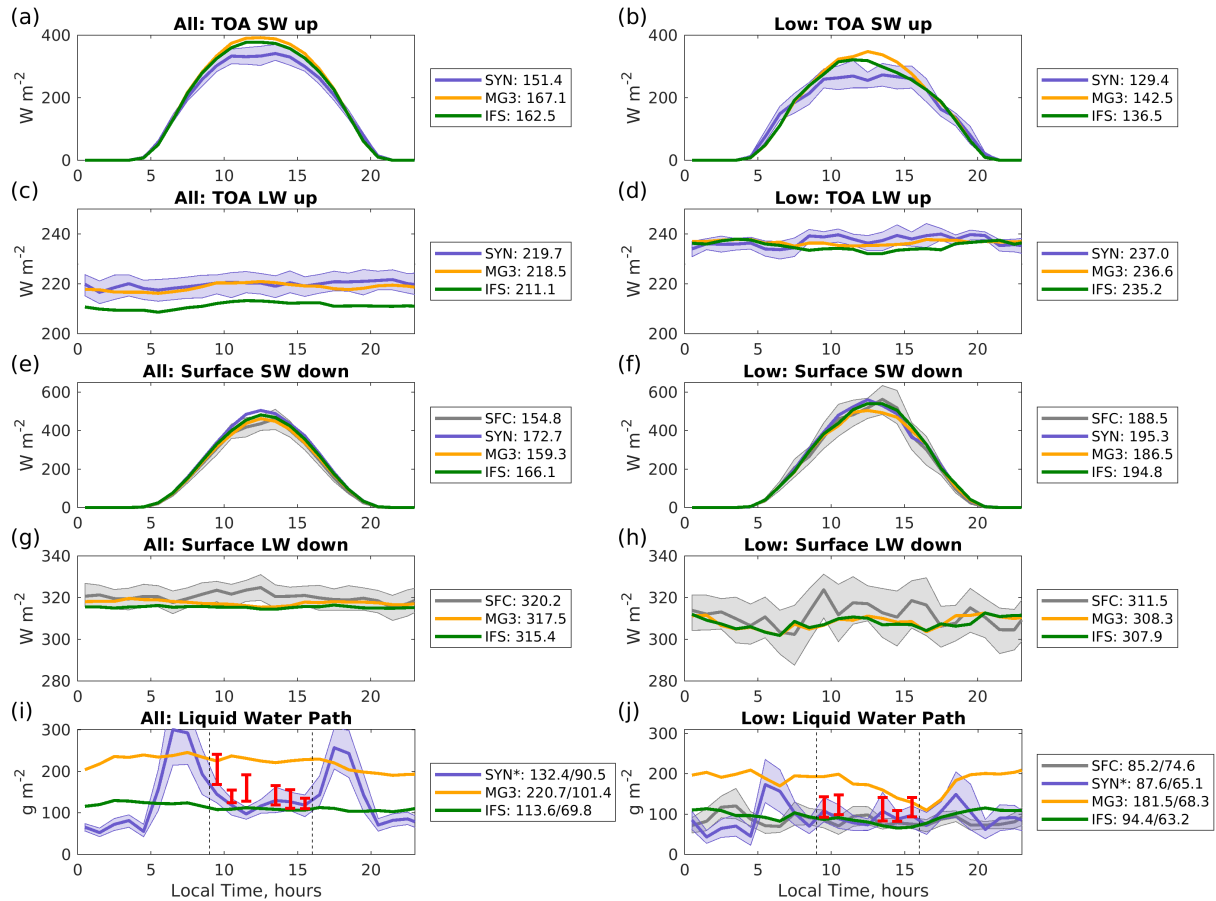 (a)
All: TOA SW up
400
200
0
W m-2
0 5 10 15 20
SYN: 151.4
MG3: 167.1
IFS: 162.5
(b)
Low: TOA SW up
400
200
0
W m-2
0 5 10 15 20
SYN: 129.4
MG3: 142.5
IFS: 136.5
(c)
All: TOA LW up
240
220
200
W m-2
0 5 10 15 20
SYN: 219.7
MG3: 218.5
IFS: 211.1
(d)
Low: TOA LW up
240
220
200
W m-2
0 5 10 15 20
SYN: 237.0
MG3: 236.6
IFS: 235.2
(e)
All: Surface SW down
600
400
200
0
W m-2
0 5 10 15 20
SFC: 154.8
SYN: 172.7
MG3: 159.3
IFS: 166.1
(f)
Low: Surface SW down
600
400
200
0
W m-2
0 5 10 15 20
SFC: 188.5
SYN: 195.3
MG3: 186.5
IFS: 194.8
(g)
All: Surface LW down
340
320
300
280
W m-2
0 5 10 15 20
SFC: 320.2
MG3: 317.5
IFS: 315.4
(h)
Low: Surface LW down
340
320
300
280
W m-2
0 5 10 15 20
SFC: 311.5
MG3: 308.3
IFS: 307.9
(i)
All: Liquid Water Path
300
200
100
0
g m-2
0 5 10 15 20
Local Time, hours
SYN*: 132.4/90.5
MG3: 220.7/101.4
IFS: 113.6/69.8
(j)
Low: Liquid Water Path
300
200
100
0
g m-2
0 5 10 15 20
Local Time, hours
SFC: 85.2/74.6
SYN*: 87.6/65.1
MG3: 181.5/68.3
IFS: 94.4/63.2